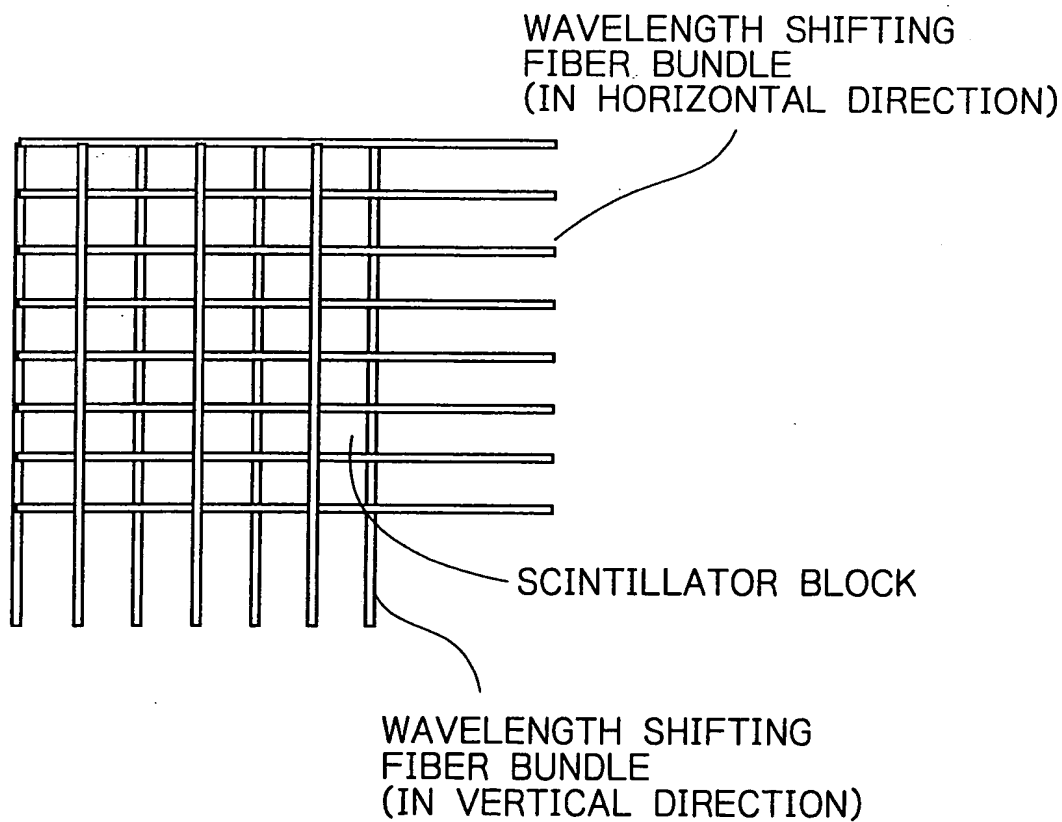 WAVELENGTH SHIFTING
FIBER BUNDLE
(IN HORIZONTAL DIRECTION)
SCINTILLATOR BLOCK
WAVELENGTH SHIFTING
FIBER BUNDLE
(IN VERTICAL DIRECTION)